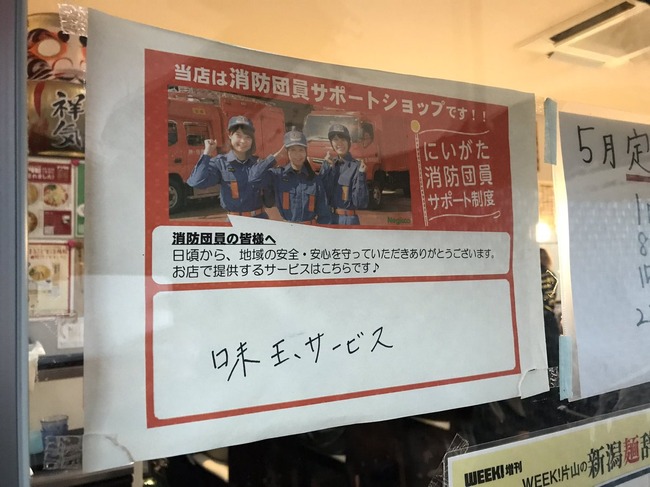 当店は消防団員サポートショップです!!
にいがた
消防団員
サポート制度
消防団員の皆様へ
日頃から、地域の安全・安心を守っていただきありがとうございます。
お店で提供するサービスはこちらです♪
味玉、サービス
祥
気
5月定
WEEK!増刊
WEEK!片山の新潟麺